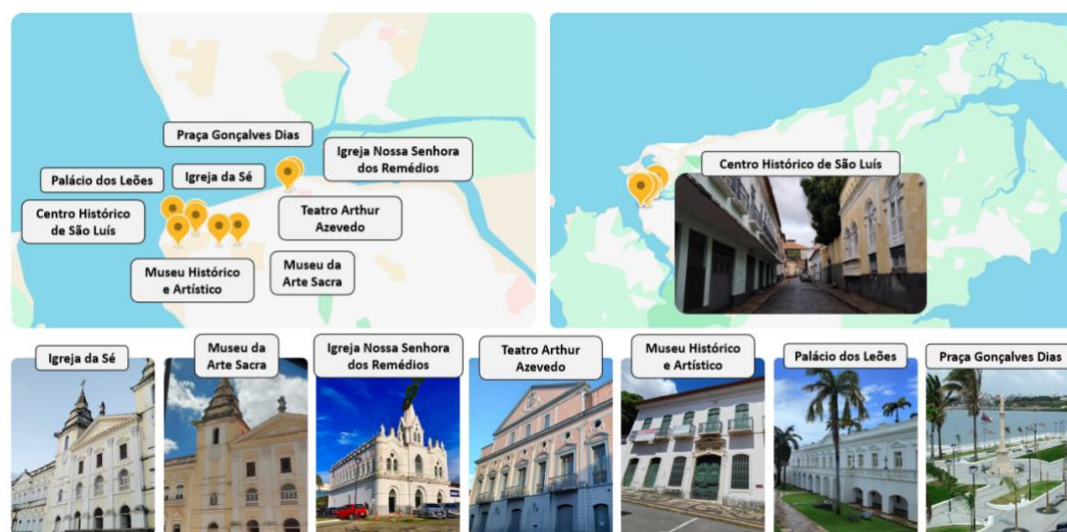 Praça Gonçalves Dias
Igreja Nossa Senhora
dos Remédios
Palácio dos Leões
Igreja da Sé
Centro Histórico
de São Luís
Teatro Arthur
Azevedo
Museu Histórico
e Artístico
Museu da
Arte Sacra
Centro Histórico de São Luís
Igreja da Sé
Museu da
Arte Sacra
Igreja Nossa Senhora
dos Remédios
Teatro Arthur
Azevedo
Museu Histórico
e Artístico
Palácio dos Leões
Praça Gonçalves Dias